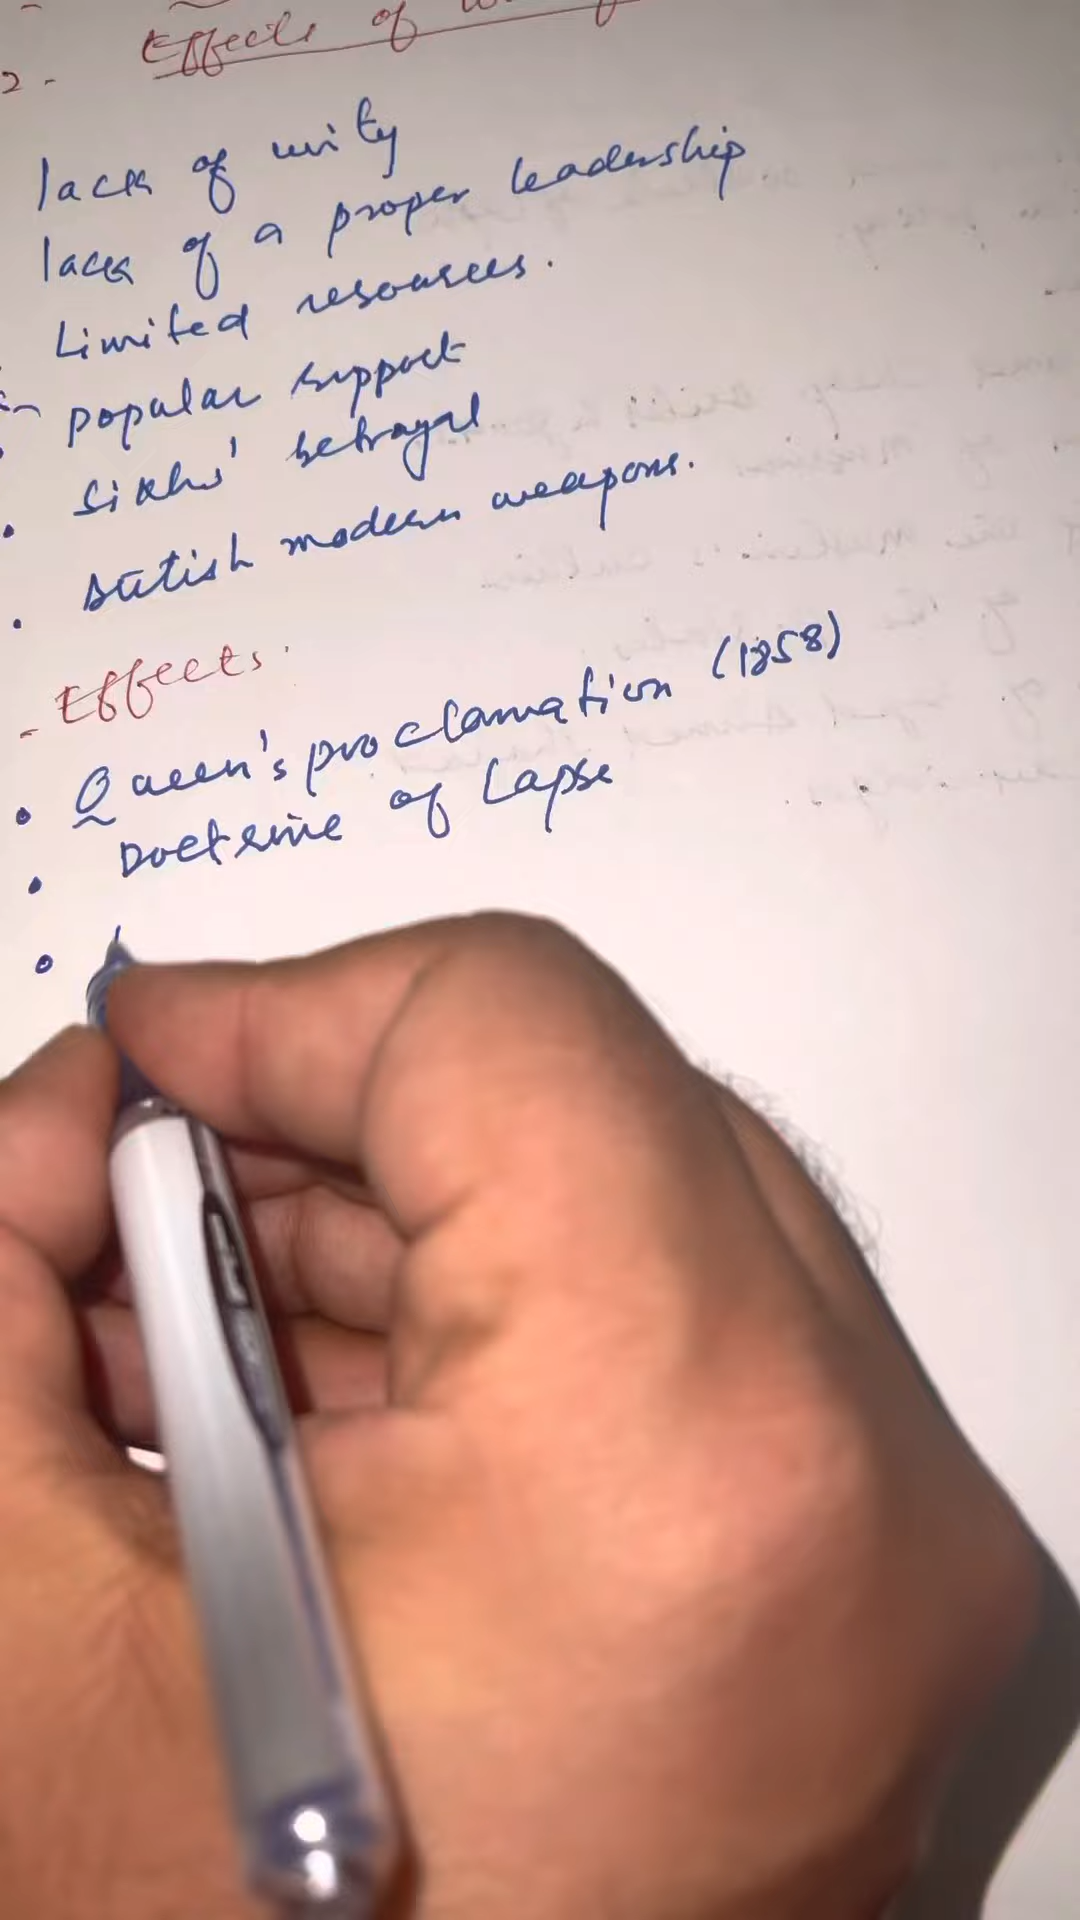 2. Effects of
lack of unity
lack of a proper leadership
Limited resources.
popular support
Sikhs' betrayal
British modern weapons.
- Effects.
• Queen's proclamation (1858)
• Doctrine of Lapse
•